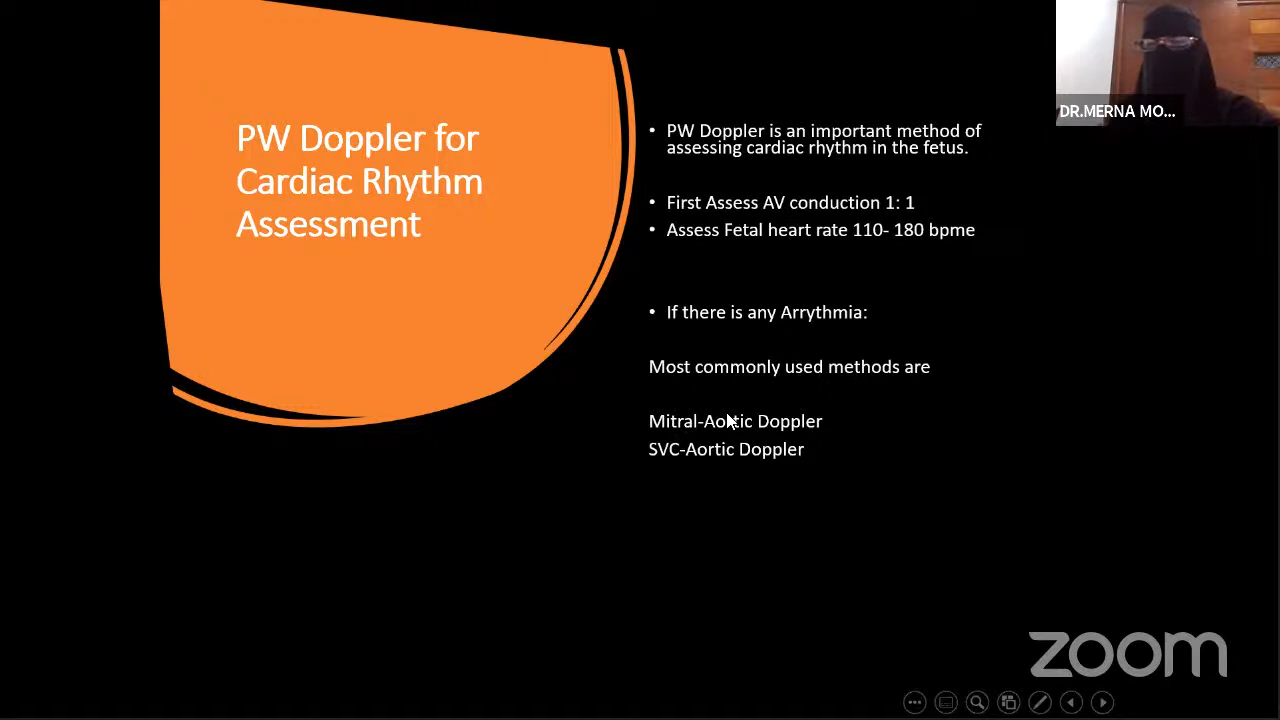 PW Doppler for
Cardiac Rhythm
Assessment
DR.MERNA MO...
• PW Doppler is an important method of
assessing cardiac rhythm in the fetus.
• First Assess AV conduction 1: 1
• Assess Fetal heart rate 110- 180 bpme
• If there is any Arrythmia:
Most commonly used methods are
Mitral-Aortic Doppler
SVC-Aortic Doppler
zoom